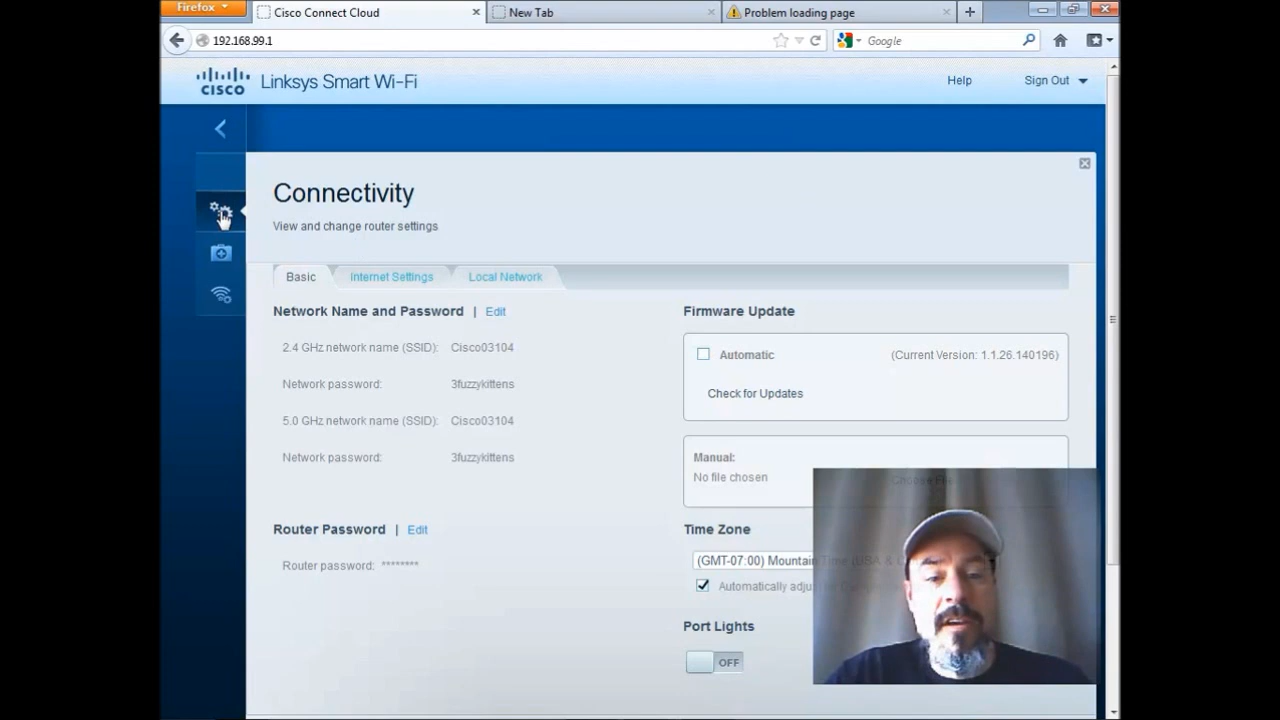 Firefox
Cisco Connect Cloud
New Tab
Problem loading page
192.168.99.1
Google
CISCO
Linksys Smart Wi-Fi
Help
Sign Out
Connectivity
View and change router settings
Basic
Internet Settings
Local Network
Network Name and Password | Edit
2.4 GHz network name (SSID): Cisco03104
Network password: 3fuzzykittens
5.0 GHz network name (SSID): Cisco03104
Network password: 3fuzzykittens
Router Password | Edit
Router password: ********
Firmware Update
Automatic
(Current Version: 1.1.26.140196)
Check for Updates
Manual:
No file chosen
Choose File
Time Zone
(GMT-07:00) Mountain Time (USA &
Automatically
Port Lights
OFF